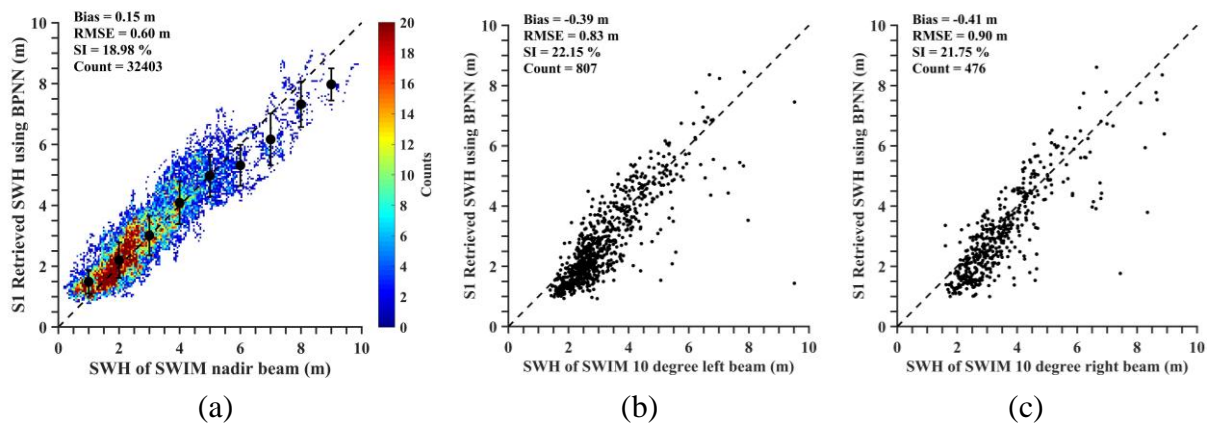 Bias = 0.15 m
RMSE = 0.60 m
SI = 18.98 %
Count = 32403
S1 Retrieved SWH using BPNN (m)
10
8
6
4
2
0
0 2 4 6 8 10
SWH of SWIM nadir beam (m)
20
18
16
14
12
10
8
6
4
2
0
Counts
(a)
Bias = -0.39 m
RMSE = 0.83 m
SI = 22.15 %
Count = 807
S1 Retrieved SWH using BPNN (m)
10
8
6
4
2
0
0 2 4 6 8 10
SWH of SWIM 10 degree left beam (m)
(b)
Bias = -0.41 m
RMSE = 0.90 m
SI = 21.75 %
Count = 476
S1 Retrieved SWH using BPNN (m)
10
8
6
4
2
0
0 2 4 6 8 10
SWH of SWIM 10 degree right beam (m)
(c)